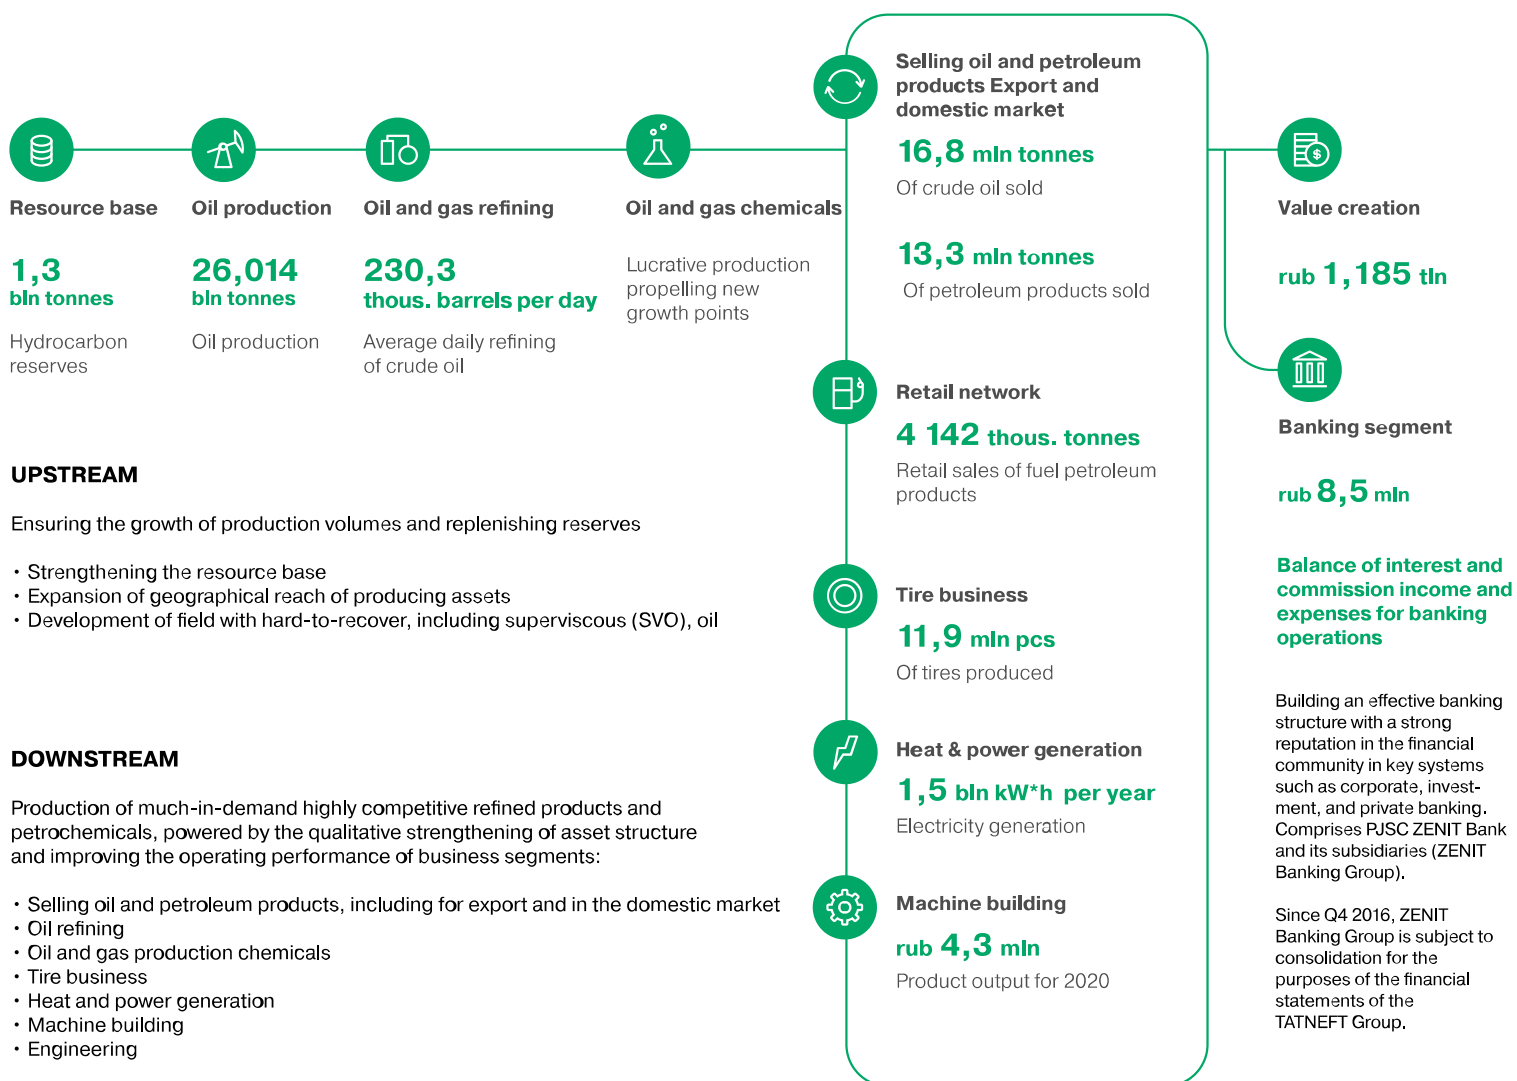 Resource base
1,3
bln tonnes
Hydrocarbon
reserves
Oil production
26,014
bln tonnes
Oil production
Oil and gas refining
230,3
thous. barrels per day
Average daily refining
of crude oil
Oil and gas chemicals
Lucrative production
propelling new
growth points
UPSTREAM
Ensuring the growth of production volumes and replenishing reserves
• Strengthening the resource base
• Expansion of geographical reach of producing assets
• Development of field with hard-to-recover, including superviscous (SVO), oil
DOWNSTREAM
Production of much-in-demand highly competitive refined products and
petrochemicals, powered by the qualitative strengthening of asset structure
and improving the operating performance of business segments:
• Selling oil and petroleum products, including for export and in the domestic market
• Oil refining
• Oil and gas production chemicals
• Tire business
• Heat and power generation
• Machine building
• Engineering
Selling oil and petroleum
products Export and
domestic market
16,8 mln tonnes
Of crude oil sold
13,3 mln tonnes
Of petroleum products sold
Retail network
4 142 thous. tonnes
Retail sales of fuel petroleum
products
Tire business
11,9 mln pcs
Of tires produced
Heat & power generation
1,5 bln kW*h per year
Electricity generation
Machine building
rub 4,3 mln
Product output for 2020
$
Value creation
rub 1,185 tln
Banking segment
rub 8,5 mln
Balance of interest and
commission income and
expenses for banking
operations
Building an effective banking
structure with a strong
reputation in the financial
community in key systems
such as corporate, invest-
ment, and private banking.
Comprises PJSC ZENIT Bank
and its subsidiaries (ZENIT
Banking Group).
Since Q4 2016, ZENIT
Banking Group is subject to
consolidation for the
purposes of the financial
statements of the
TATNEFT Group.